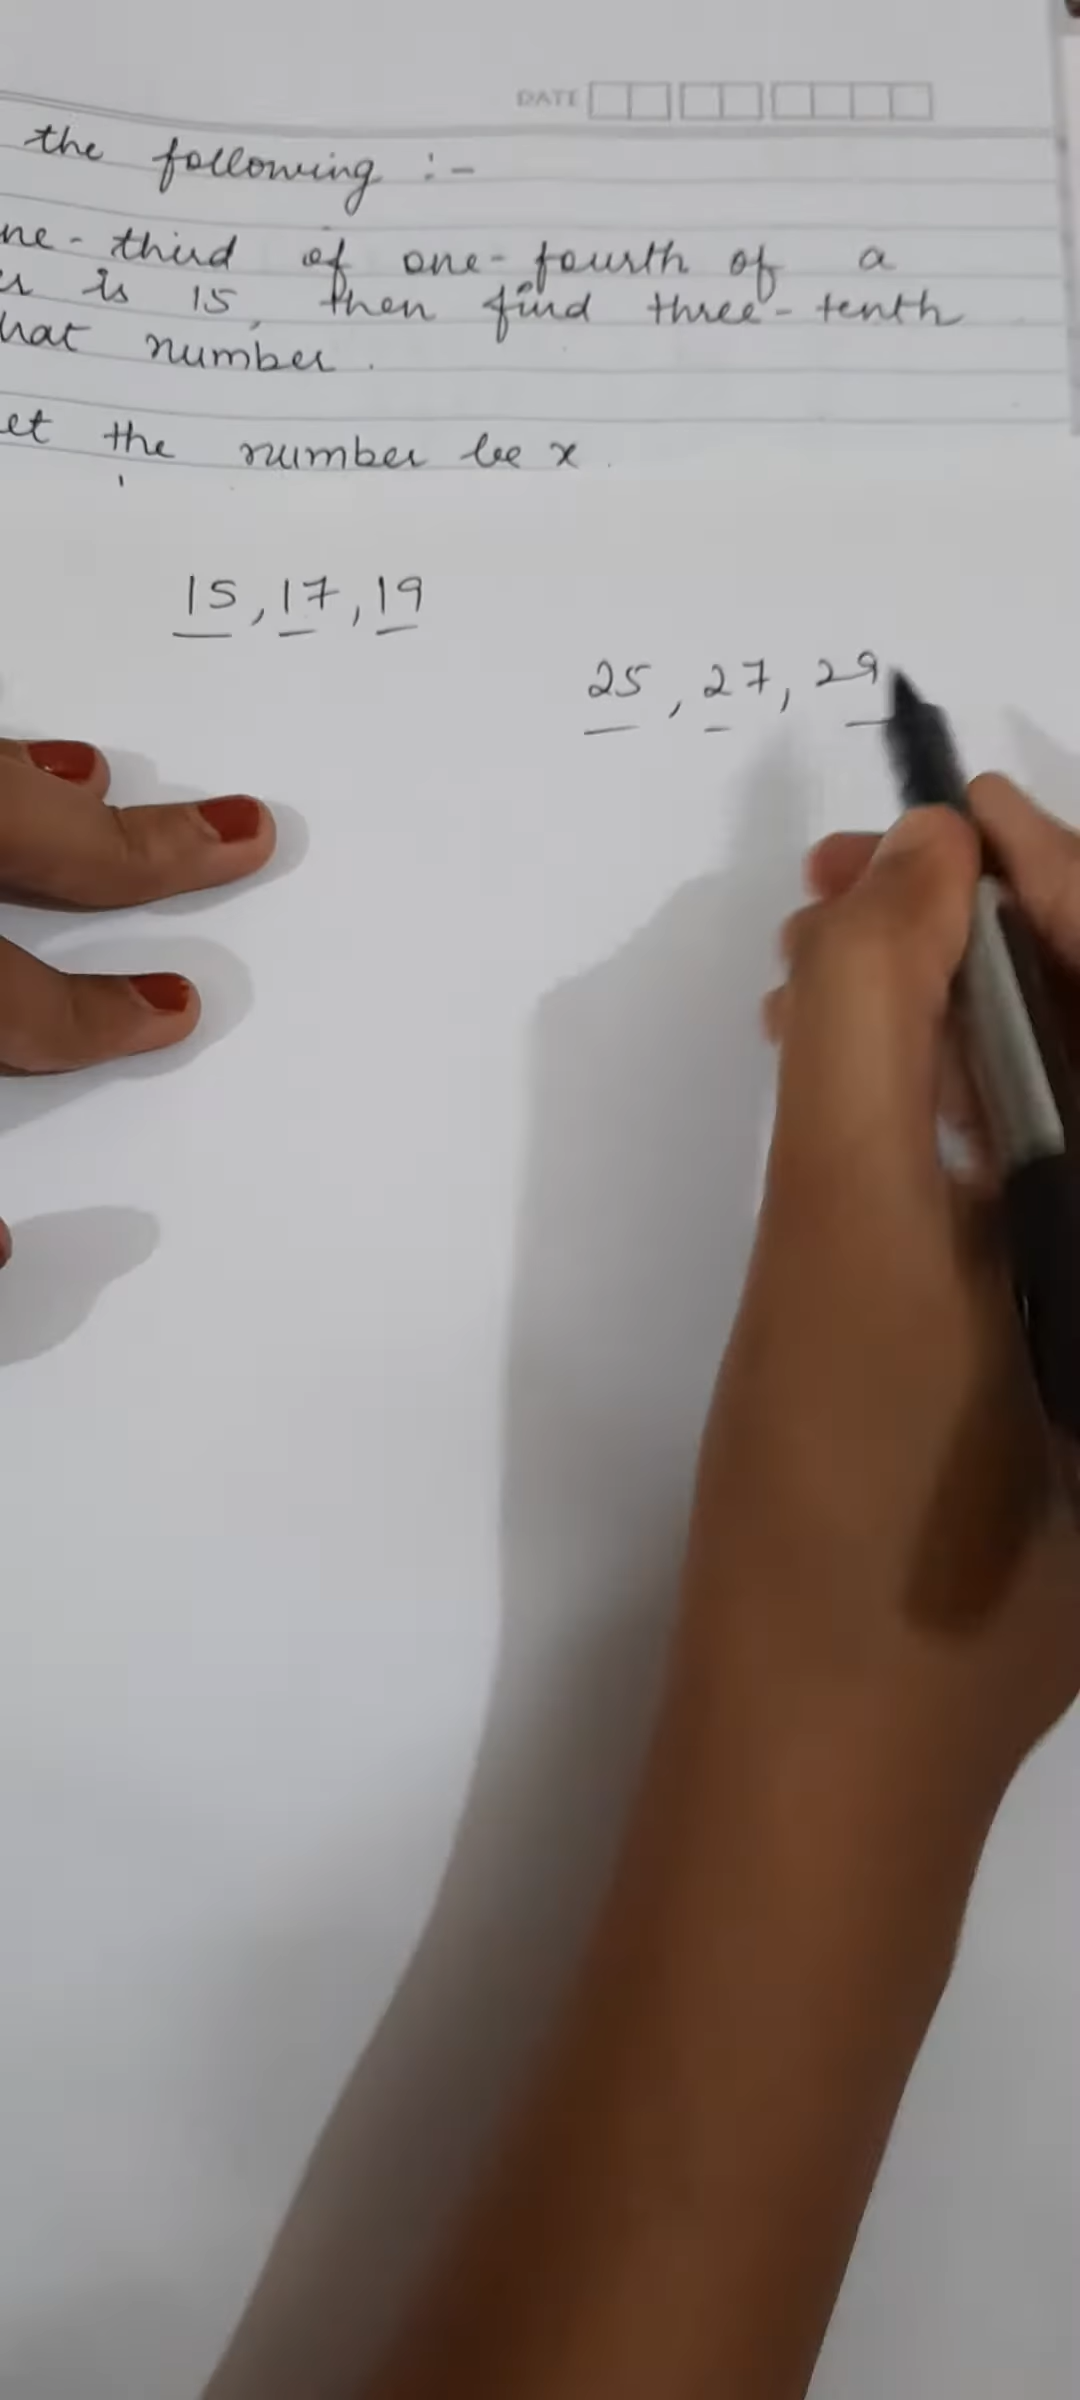 DATE
the following :-
ne-third of one-fourth of a
is 15, then find three-tenth
hat number.
et the number be x.
15, 17, 19
25, 27, 29